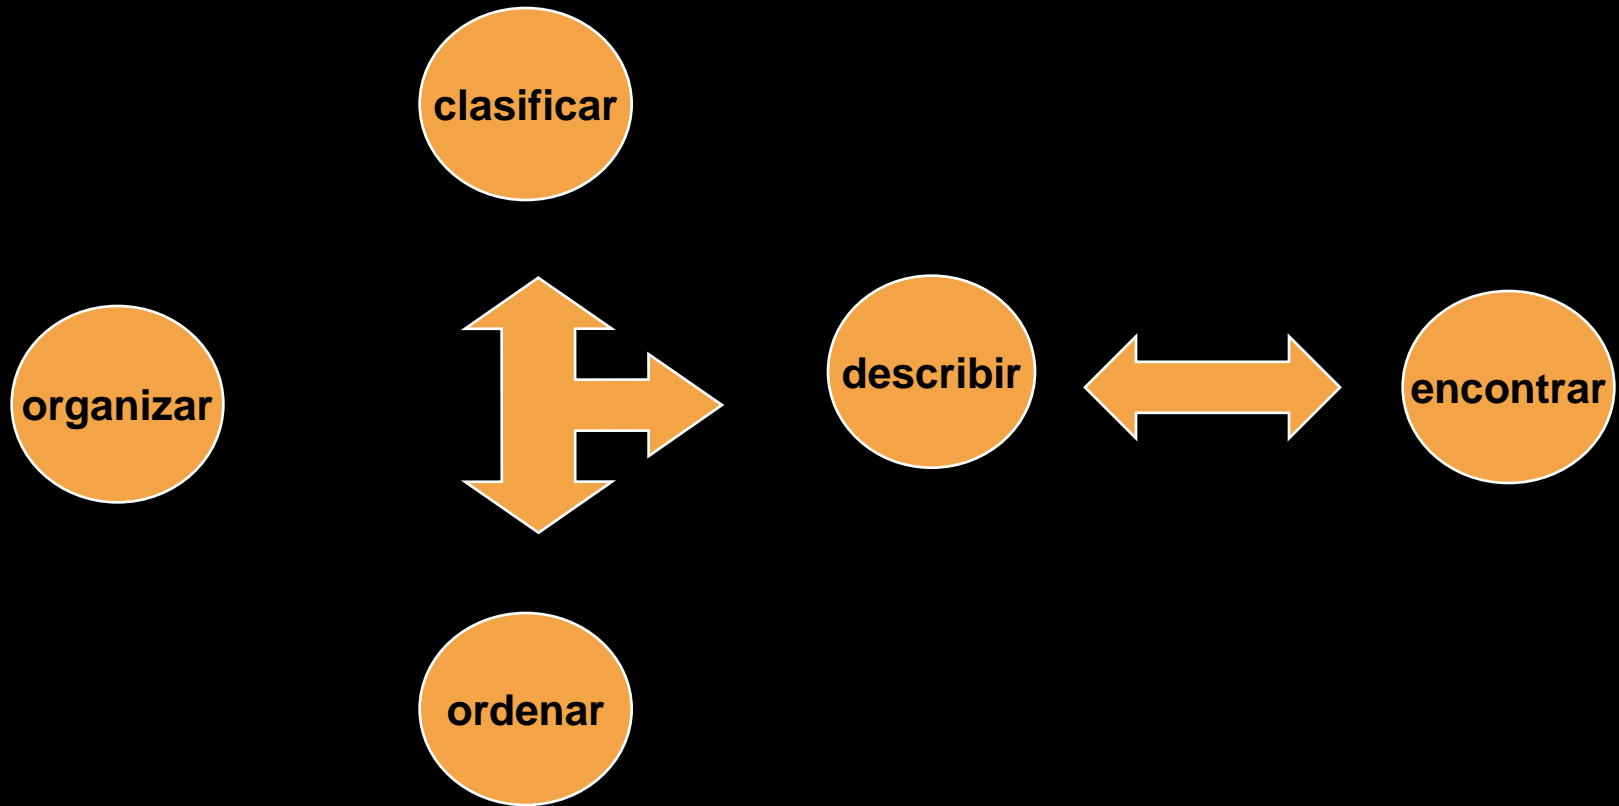 clasificar
organizar
describir
encontrar
ordenar